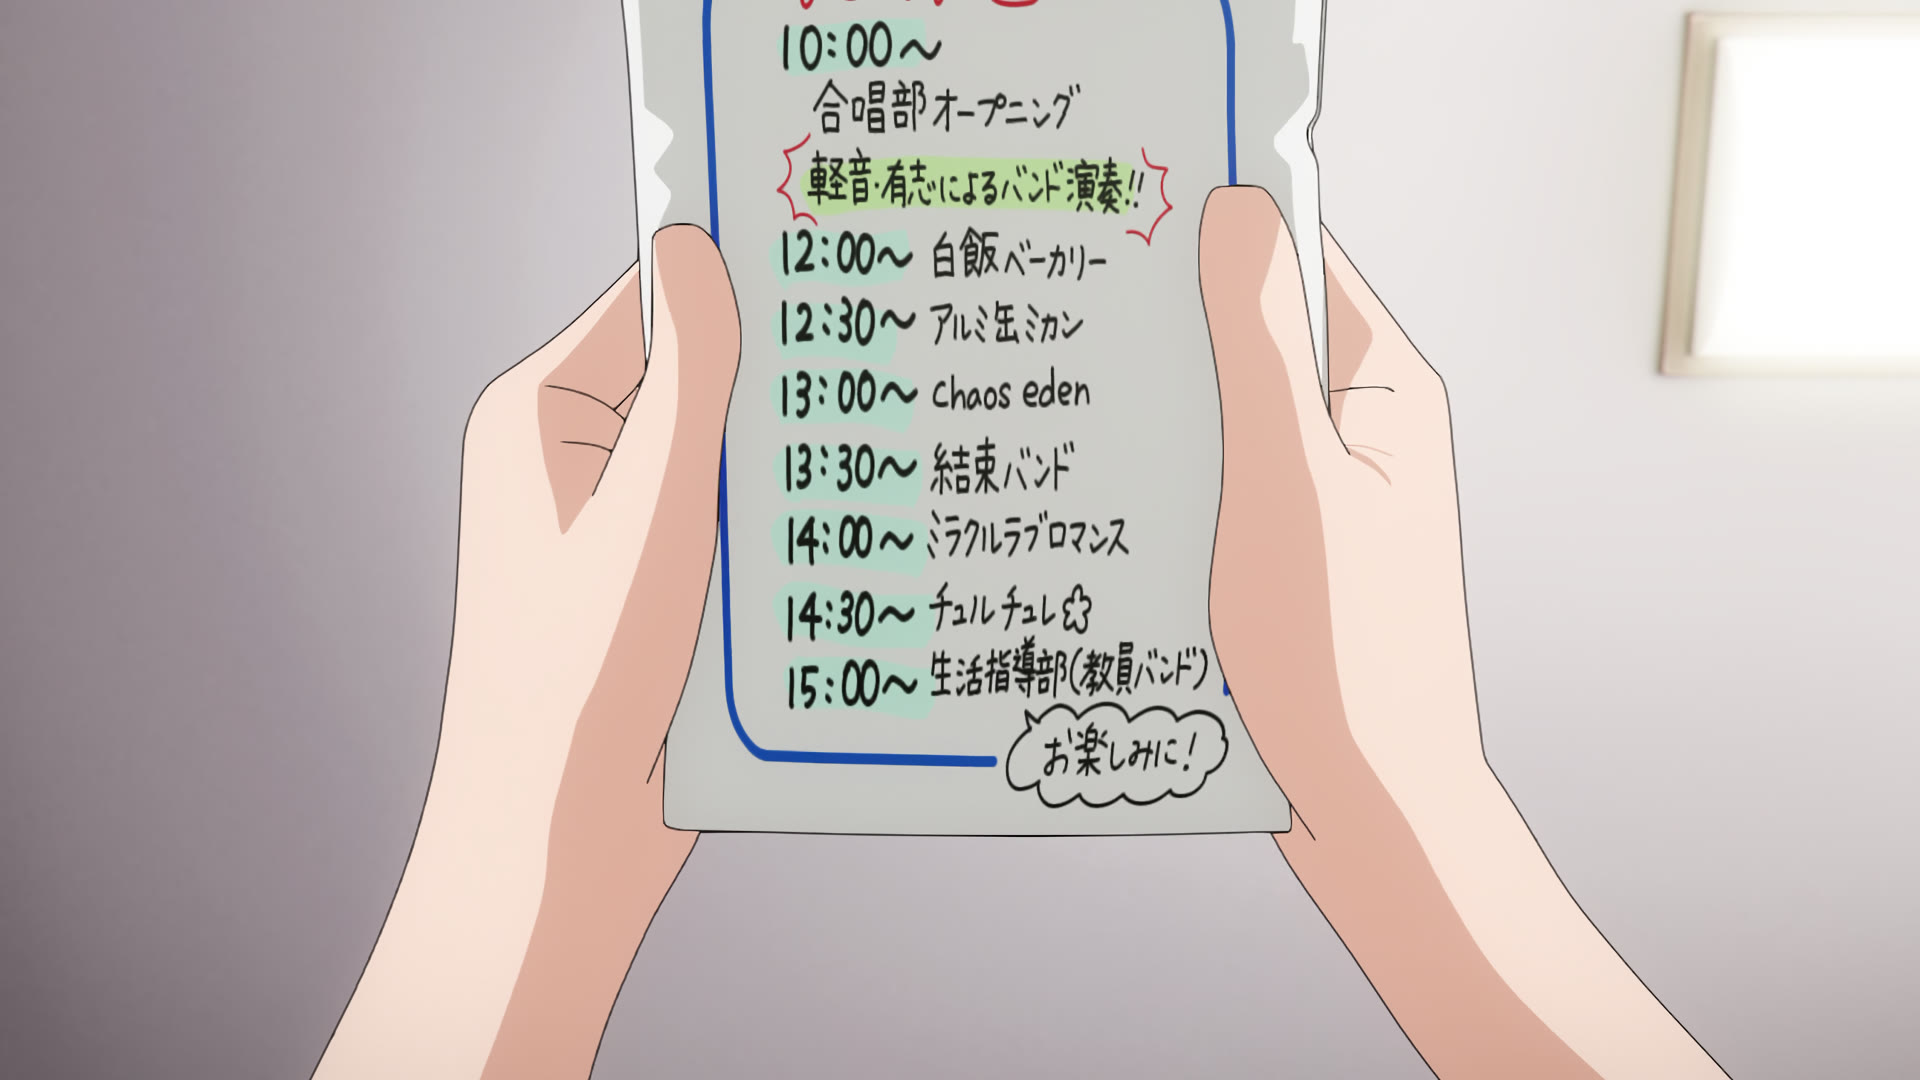 10:00〜
合唱部オープニング
軽音・有志によるバンド演奏!!
12:00〜 白飯ベーカリー
12:30〜 アルミ缶ミカン
13:00〜 chaos eden
13:30〜 結束バンド
14:00〜 ミラクルラブロマンス
14:30〜 チュルチュレ✩
15:00〜 生活指導部(教員バンド)
お楽しみに!